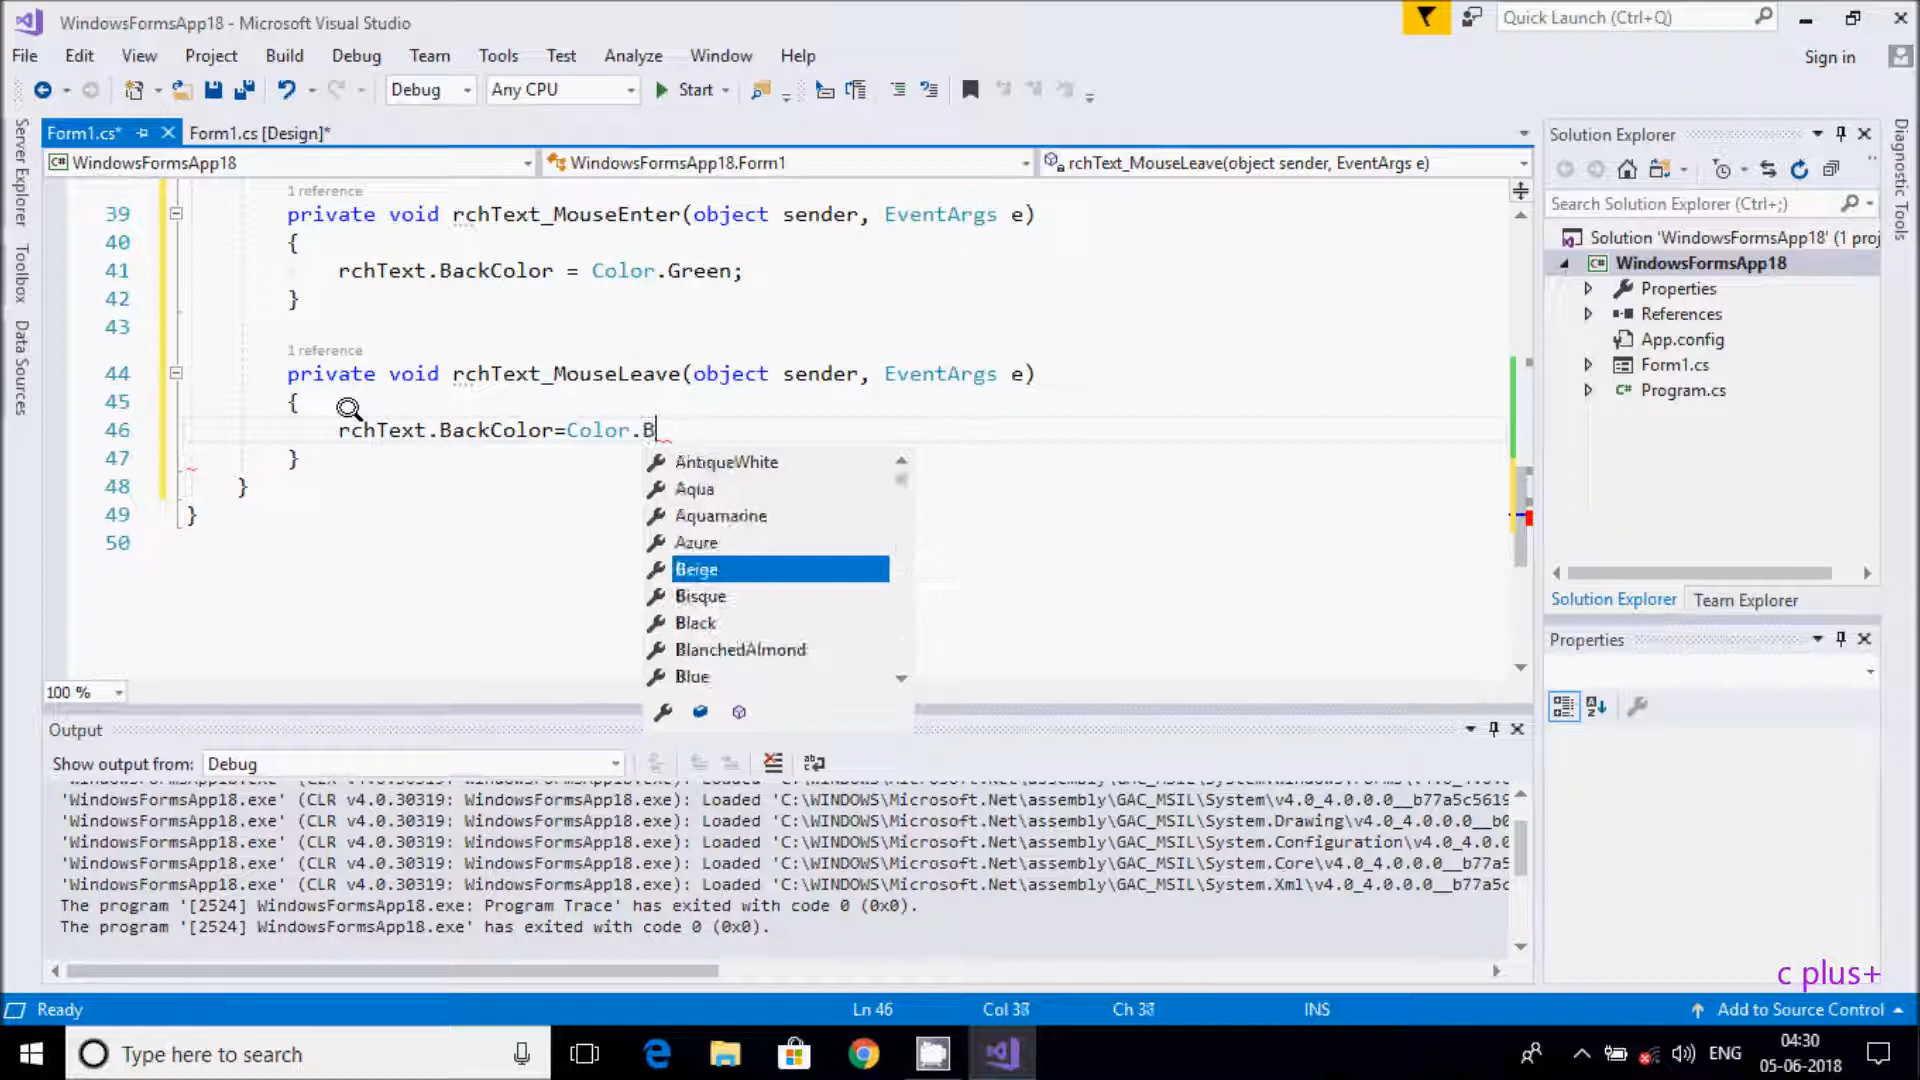 WindowsFormsApp18 - Microsoft Visual Studio
Quick Launch (Ctrl+Q)
File Edit View Project Build Debug Team Tools Test Analyze Window Help
Sign in
Debug Any CPU Start
Server Explorer
Toolbox
Data Sources
Form1.cs* Form1.cs [Design]*
WindowsFormsApp18 WindowsFormsApp18.Form1 rchText_MouseLeave(object sender, EventArgs e)
1 reference
39 private void rchText_MouseEnter(object sender, EventArgs e)
40 {
41 rchText.BackColor = Color.Green;
42 }
43
1 reference
44 private void rchText_MouseLeave(object sender, EventArgs e)
45 {
46 rchText.BackColor=Color.B
47 }
48 }
49 }
50
AntiqueWhite
Aqua
Aquamarine
Azure
Beige
Bisque
Black
BlanchedAlmond
Blue
100 %
Solution Explorer
Search Solution Explorer (Ctrl+;)
Solution 'WindowsFormsApp18' (1 proj
WindowsFormsApp18
Properties
References
App.config
Form1.cs
Program.cs
Solution Explorer Team Explorer
Properties
Diagnostic Tools
Output
Show output from: Debug
'WindowsFormsApp18.exe' (CLR v4.0.30319: WindowsFormsApp18.exe): Loaded 'C:\WINDOWS\Microsoft.Net\assembly\GAC_MSIL\System\v4.0_4.0.0.0__b77a5c5619
'WindowsFormsApp18.exe' (CLR v4.0.30319: WindowsFormsApp18.exe): Loaded 'C:\WINDOWS\Microsoft.Net\assembly\GAC_MSIL\System.Drawing\v4.0_4.0.0.0__b0
'WindowsFormsApp18.exe' (CLR v4.0.30319: WindowsFormsApp18.exe): Loaded 'C:\WINDOWS\Microsoft.Net\assembly\GAC_MSIL\System.Configuration\v4.0_4.0.0
'WindowsFormsApp18.exe' (CLR v4.0.30319: WindowsFormsApp18.exe): Loaded 'C:\WINDOWS\Microsoft.Net\assembly\GAC_MSIL\System.Core\v4.0_4.0.0.0__b77a5
'WindowsFormsApp18.exe' (CLR v4.0.30319: WindowsFormsApp18.exe): Loaded 'C:\WINDOWS\Microsoft.Net\assembly\GAC_MSIL\System.Xml\v4.0_4.0.0.0__b77a5c
The program '[2524] WindowsFormsApp18.exe: Program Trace' has exited with code 0 (0x0).
The program '[2524] WindowsFormsApp18.exe' has exited with code 0 (0x0).
c plus+
Ready Ln 46 INS Add to Source Control
Type here to search
ENG
04:30
05-06-2018